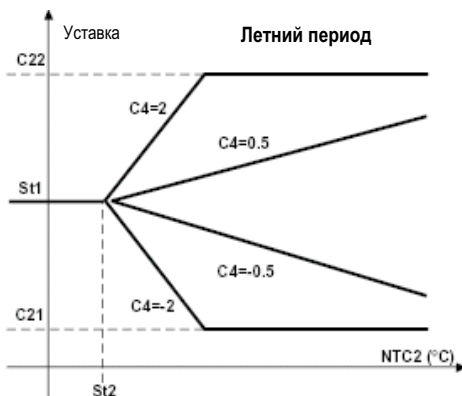 Уставка
Летний период
C22
C4=2
C4=0.5
St1
C4=-0.5
C4=-2
C21
NTC2 (°C)
St2